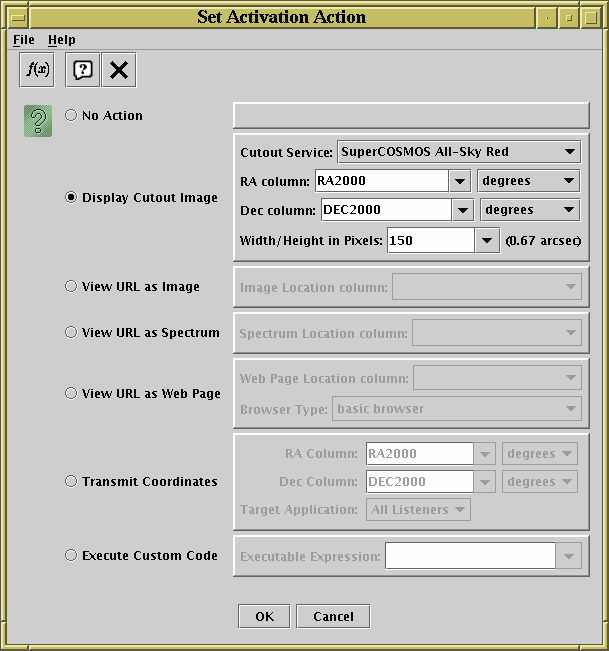 Set Activation Action
File Help
f(x) ?
?
No Action
Display Cutout Image
Cutout Service: SuperCOSMOS All-Sky Red
RA column: RA2000 degrees
Dec column: DEC2000 degrees
Width/Height in Pixels: 150 (0.67 arcsec)
View URL as Image Image Location column:
View URL as Spectrum Spectrum Location column:
View URL as Web Page
Web Page Location column:
Browser Type: basic browser
Transmit Coordinates
RA Column: RA2000 degrees
Dec Column: DEC2000 degrees
Target Application: All Listeners
Execute Custom Code Executable Expression:
OK Cancel